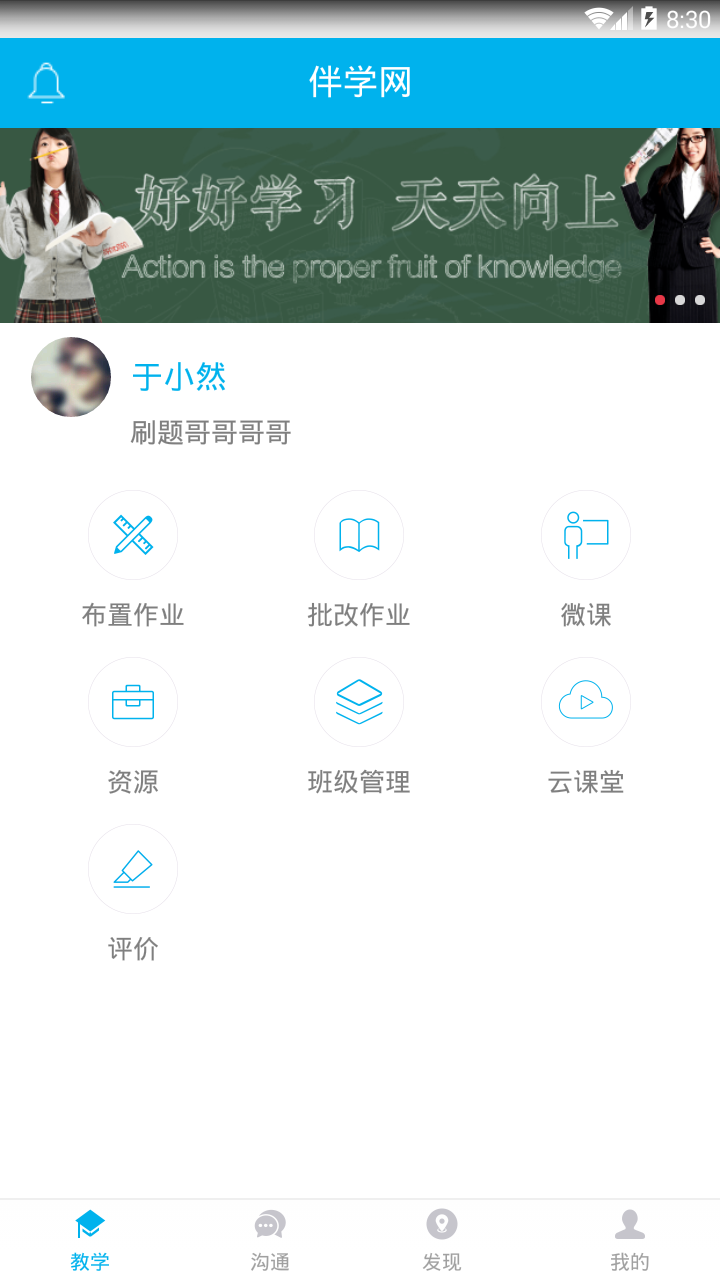 8:30
伴学网
好好学习 天天向上
Action is the proper fruit of knowledge
于小然
刷题哥哥哥哥
布置作业 批改作业 微课
资源 班级管理 云课堂
评价
教学 沟通 发现 我的